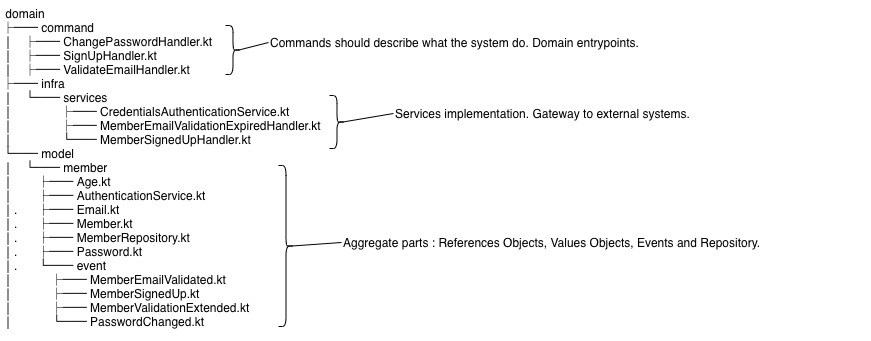 domain
command
ChangePasswordHandler.kt
SignUpHandler.kt
ValidateEmailHandler.kt
Commands should describe what the system do. Domain entrypoints.
infra
services
CredentialsAuthenticationService.kt
MemberEmailValidationExpiredHandler.kt
MemberSignedUpHandler.kt
Services implementation. Gateway to external systems.
model
member
Age.kt
AuthenticationService.kt
Email.kt
Member.kt
MemberRepository.kt
Password.kt
event
MemberEmailValidated.kt
MemberSignedUp.kt
MemberValidationExtended.kt
PasswordChanged.kt
Aggregate parts : References Objects, Values Objects, Events and Repository.